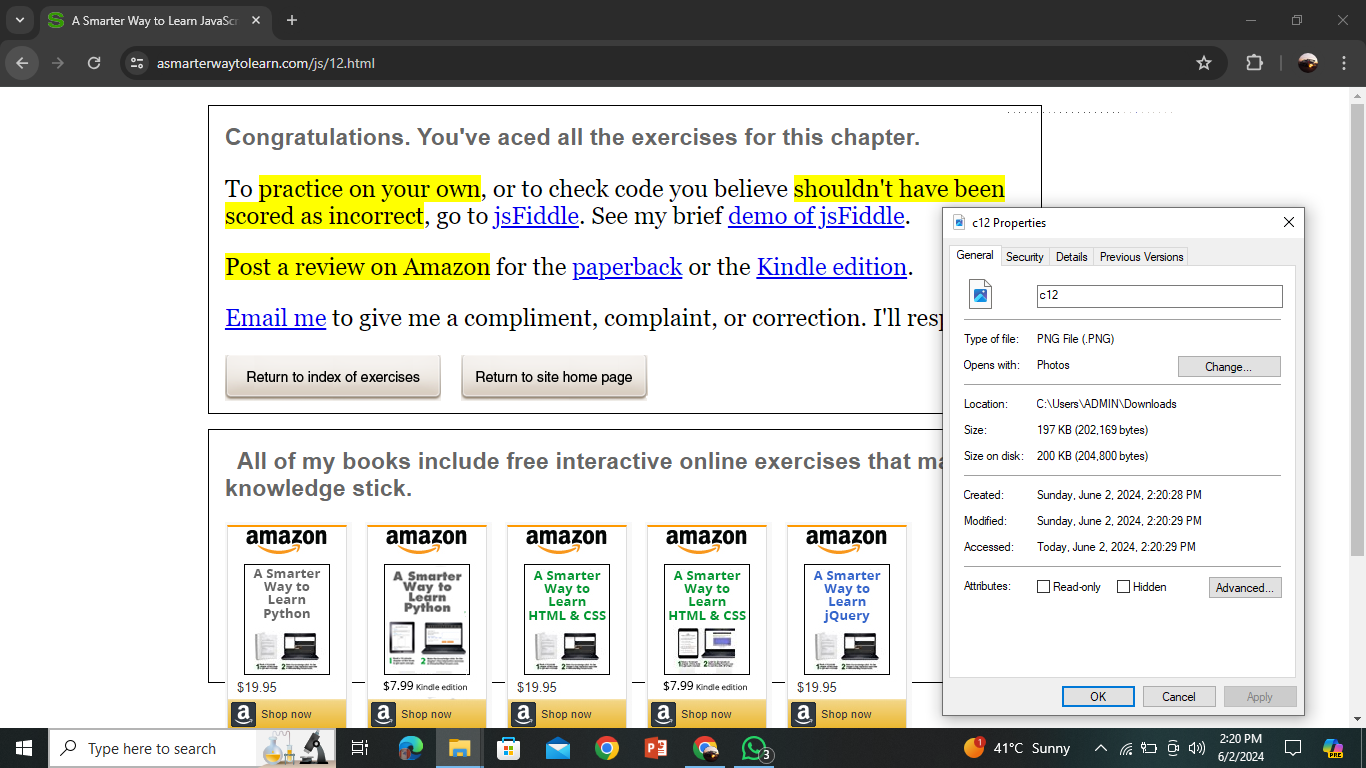 A Smarter Way to Learn JavaScr
asmarterwaytolearn.com/js/12.html
Congratulations. You've aced all the exercises for this chapter.
To practice on your own, or to check code you believe shouldn't have been
scored as incorrect, go to jsFiddle. See my brief demo of jsFiddle.
Post a review on Amazon for the paperback or the Kindle edition.
Email me to give me a compliment, complaint, or correction. I'll resp
Return to index of exercises
Return to site home page
All of my books include free interactive online exercises that ma
knowledge stick.
amazon
A Smarter
Way to
Learn
Python
$19.95
Shop now
amazon
A Smarter
Way to
Learn
Python
$7.99 Kindle edition
Shop now
amazon
A Smarter
Way to
Learn
HTML & CSS
$19.95
Shop now
amazon
A Smarter
Way to
Learn
HTML & CSS
$7.99 Kindle edition
Shop now
amazon
A Smarter
Way to
Learn
jQuery
$19.95
Shop now
c12 Properties
General Security Details Previous Versions
c12
Type of file: PNG File (.PNG)
Opens with: Photos Change...
Location: C:\Users\ADMIN\Downloads
Size: 197 KB (202,169 bytes)
Size on disk: 200 KB (204,800 bytes)
Created: Sunday, June 2, 2024, 2:20:28 PM
Modified: Sunday, June 2, 2024, 2:20:29 PM
Accessed: Today, June 2, 2024, 2:20:29 PM
Attributes: Read-only Hidden Advanced...
OK Cancel Apply
Type here to search
3
1
41°C Sunny
PRE
2:20 PM
6/2/2024